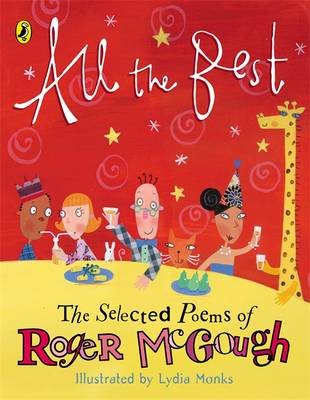 All the Best
The Selected Poems of
Roger McGough
Illustrated by Lydia Monks